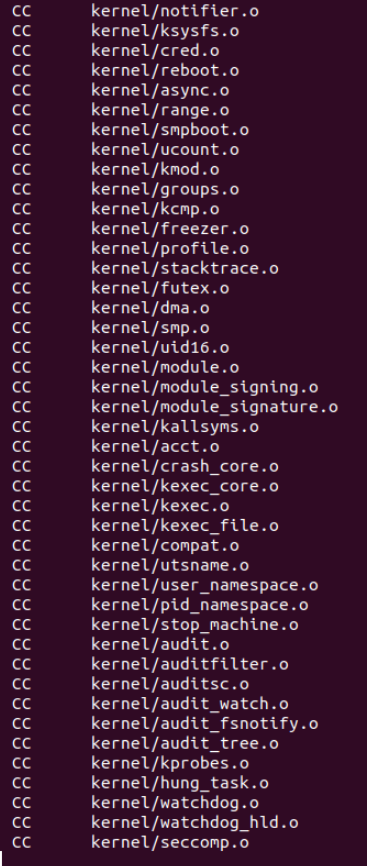 CC      kernel/notifier.o
CC      kernel/ksysfs.o
CC      kernel/cred.o
CC      kernel/reboot.o
CC      kernel/async.o
CC      kernel/range.o
CC      kernel/smpboot.o
CC      kernel/ucount.o
CC      kernel/kmod.o
CC      kernel/groups.o
CC      kernel/kcmp.o
CC      kernel/freezer.o
CC      kernel/profile.o
CC      kernel/stacktrace.o
CC      kernel/futex.o
CC      kernel/dma.o
CC      kernel/smp.o
CC      kernel/uid16.o
CC      kernel/module.o
CC      kernel/module_signing.o
CC      kernel/module_signature.o
CC      kernel/kallsyms.o
CC      kernel/acct.o
CC      kernel/crash_core.o
CC      kernel/kexec_core.o
CC      kernel/kexec.o
CC      kernel/kexec_file.o
CC      kernel/compat.o
CC      kernel/utsname.o
CC      kernel/user_namespace.o
CC      kernel/pid_namespace.o
CC      kernel/stop_machine.o
CC      kernel/audit.o
CC      kernel/auditfilter.o
CC      kernel/auditsc.o
CC      kernel/audit_watch.o
CC      kernel/audit_fsnotify.o
CC      kernel/audit_tree.o
CC      kernel/kprobes.o
CC      kernel/hung_task.o
CC      kernel/watchdog.o
CC      kernel/watchdog_hld.o
CC      kernel/seccomp.o